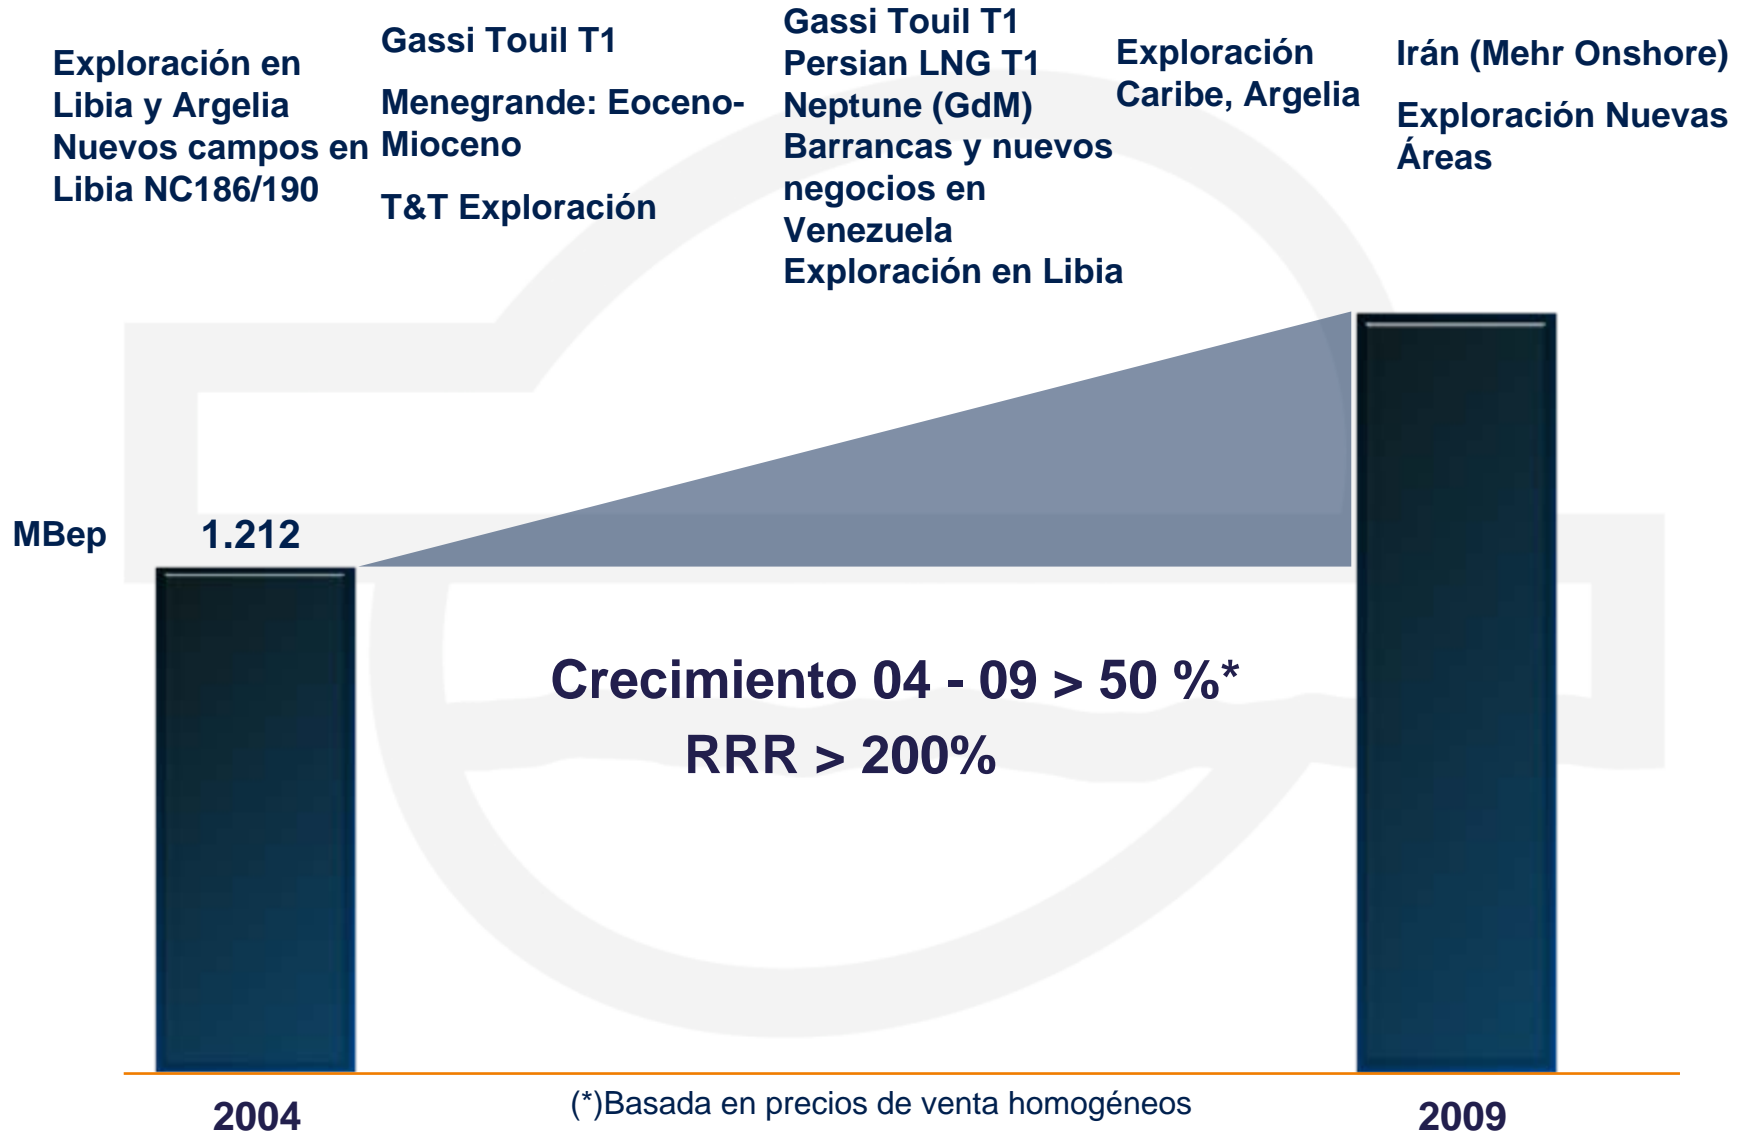 Exploración en
Libia y Argelia
Nuevos campos en
Libia NC186/190
Gassi Touil T1
Menegrande: Eoceno-
Mioceno
T&T Exploración
Gassi Touil T1
Persian LNG T1
Neptune (GdM)
Barrancas y nuevos
negocios en
Venezuela
Exploración en Libia
Exploración
Caribe, Argelia
Irán (Mehr Onshore)
Exploración Nuevas
Áreas
MBep
1.212
Crecimiento 04 - 09 > 50 %*
RRR > 200%
2004
(*)Basada en precios de venta homogéneos
2009